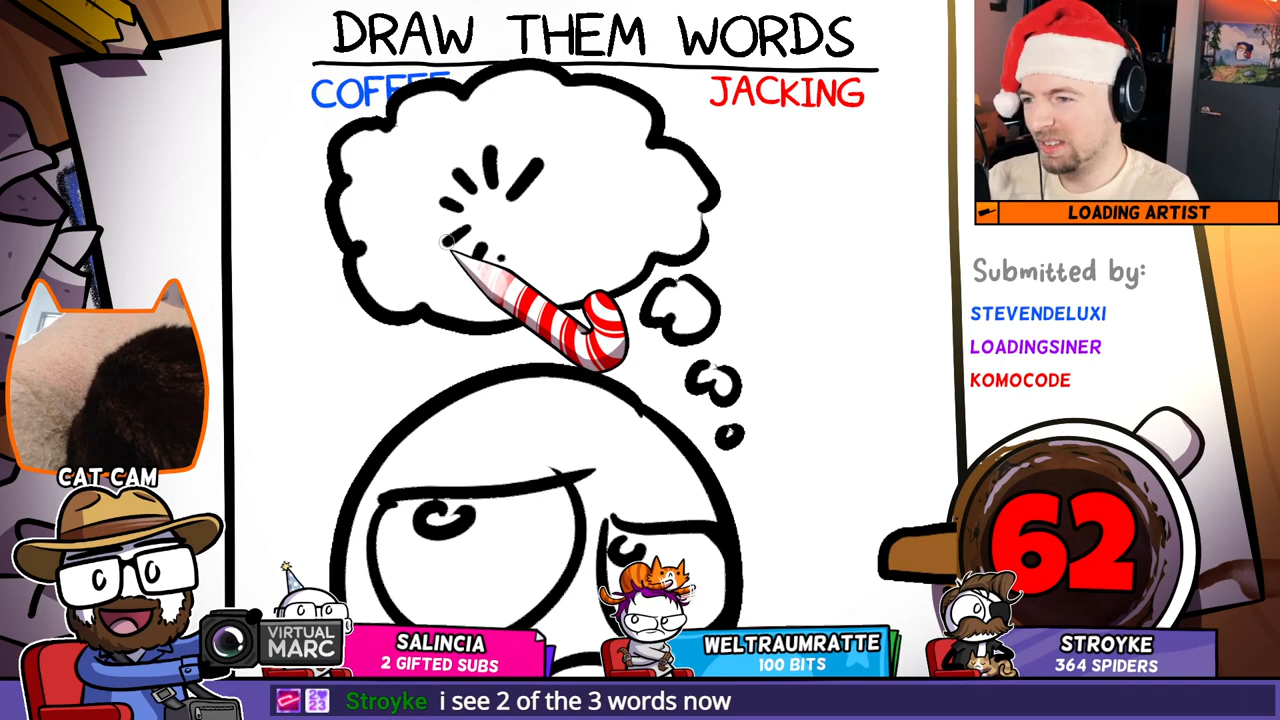 DRAW THEM WORDS
COFFEE
JACKING
LOADING ARTIST
Submitted by:
STEVENDELUXI
LOADINGSINER
KOMOCODE
CAT CAM
62
VIRTUAL
MARC
SALINCIA
2 GIFTED SUBS
WELTRAUMRATTE
100 BITS
STROYKE
364 SPIDERS
Stroyke i see 2 of the 3 words now